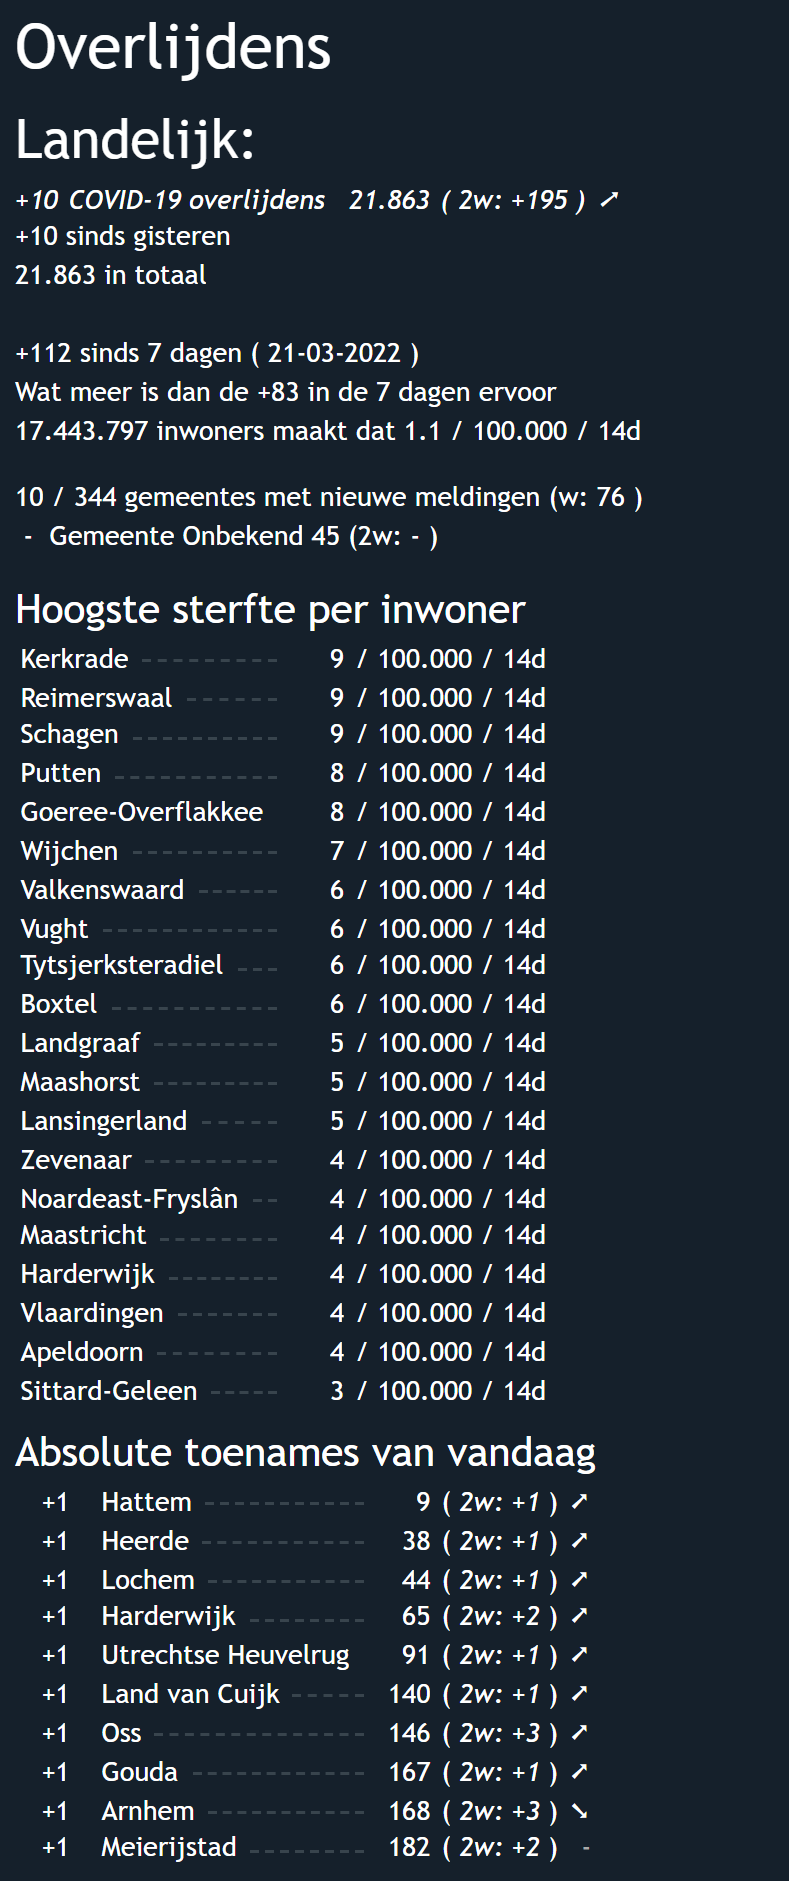 Overlijdens
Landelijk:
+10 COVID-19 overlijdens 21.863 ( 2w: +195 ) ➚
+10 sinds gisteren
21.863 in totaal
+112 sinds 7 dagen ( 21-03-2022 )
Wat meer is dan de +83 in de 7 dagen ervoor
17.443.797 inwoners maakt dat 1.1 / 100.000 / 14d
10 / 344 gemeentes met nieuwe meldingen (w: 76 )
- Gemeente Onbekend 45 (2w: - )
Hoogste sterfte per inwoner
Kerkrade --------- 9 / 100.000 / 14d
Reimerswaal ------ 9 / 100.000 / 14d
Schagen ---------- 9 / 100.000 / 14d
Putten ----------- 8 / 100.000 / 14d
Goeree-Overflakkee 8 / 100.000 / 14d
Wijchen ---------- 7 / 100.000 / 14d
Valkenswaard ----- 6 / 100.000 / 14d
Vught ------------ 6 / 100.000 / 14d
Tytsjerksteradiel --- 6 / 100.000 / 14d
Boxtel ----------- 6 / 100.000 / 14d
Landgraaf -------- 5 / 100.000 / 14d
Maashorst -------- 5 / 100.000 / 14d
Lansingerland ----- 5 / 100.000 / 14d
Zevenaar --------- 4 / 100.000 / 14d
Noardeast-Fryslân -- 4 / 100.000 / 14d
Maastricht -------- 4 / 100.000 / 14d
Harderwijk ------- 4 / 100.000 / 14d
Vlaardingen ------- 4 / 100.000 / 14d
Apeldoorn -------- 4 / 100.000 / 14d
Sittard-Geleen ----- 3 / 100.000 / 14d
Absolute toenames van vandaag
+1 Hattem ----------- 9 ( 2w: +1 ) ➚
+1 Heerde ----------- 38 ( 2w: +1 ) ➚
+1 Lochem ----------- 44 ( 2w: +1 ) ➚
+1 Harderwijk -------- 65 ( 2w: +2 ) ➚
+1 Utrechtse Heuvelrug 91 ( 2w: +1 ) ➚
+1 Land van Cuijk ----- 140 ( 2w: +1 ) ➚
+1 Oss -------------- 146 ( 2w: +3 ) ➚
+1 Gouda ----------- 167 ( 2w: +1 ) ➚
+1 Arnhem ----------- 168 ( 2w: +3 ) ➘
+1 Meierijstad -------- 182 ( 2w: +2 ) -